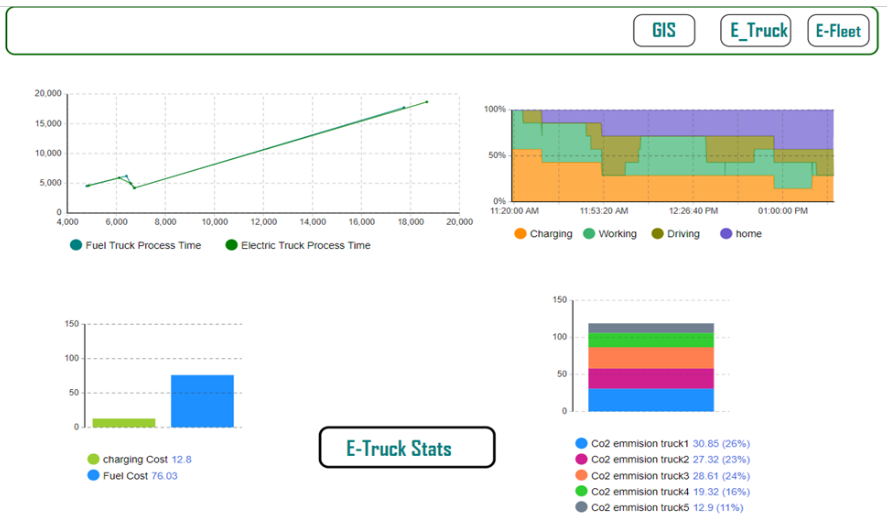 GIS
E_Truck
E-Fleet
20,000
15,000
10,000
5,000
0
4,000 6,000 8,000 10,000 12,000 14,000 16,000 18,000 20,000
Fuel Truck Process Time Electric Truck Process Time
100%
50%
0%
11:20:00 AM 11:53:20 AM 12:26:40 PM 01:00:00 PM
Charging Working Driving home
150
100
50
0
charging Cost 12.8
Fuel Cost 76.03
E-Truck Stats
150
100
50
0
Co2 emmision truck1 30.85 (26%)
Co2 emmision truck2 27.32 (23%)
Co2 emmision truck3 28.61 (24%)
Co2 emmision truck4 19.32 (16%)
Co2 emmision truck5 12.9 (11%)